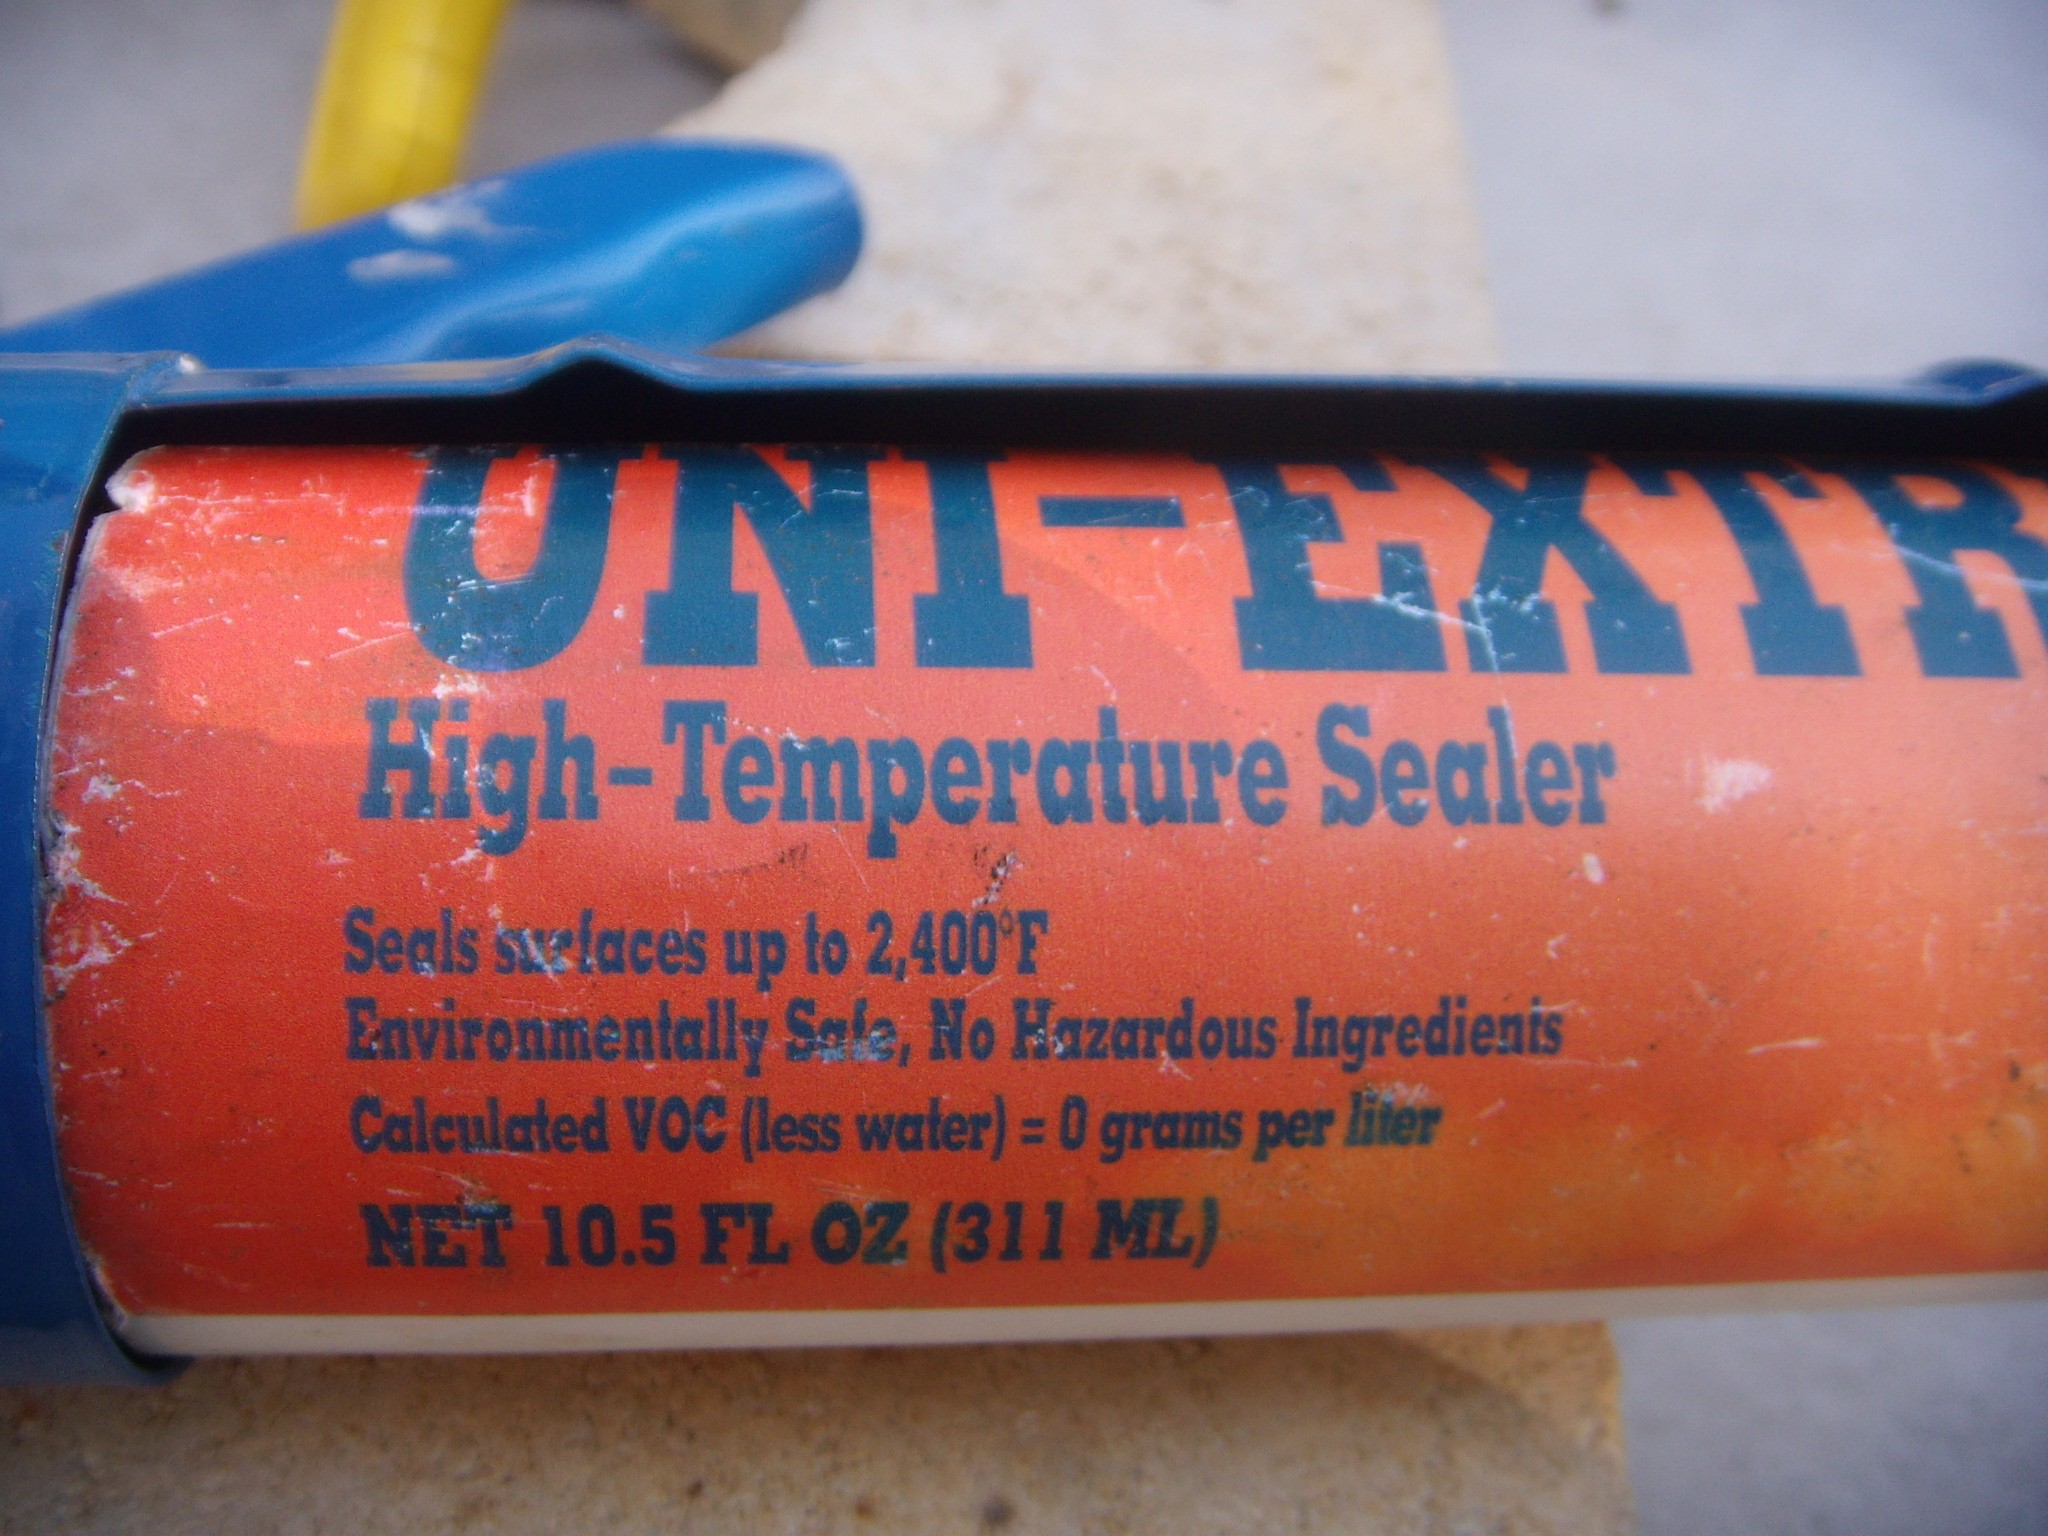 UNI-EXTR
High-Temperature Sealer
Seals surfaces up to 2,400°F
Environmentally Safe, No Hazardous Ingredients
Calculated VOC (less water) = 0 grams per liter
NET 10.5 FL OZ (311 ML)